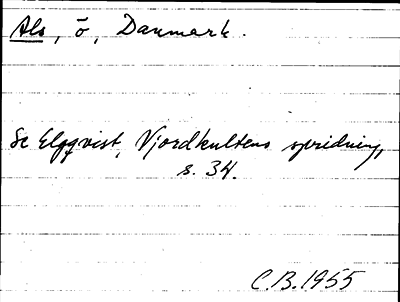 Als, ö, Danmark.
Se Elgqvist, Njordkultens spridning,
s. 34.
C.B. 1955